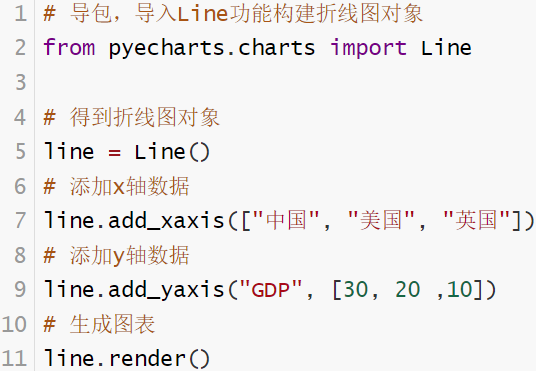 1 # 导包，导入Line功能构建折线图对象
2 from pyecharts.charts import Line
3
4 # 得到折线图对象
5 line = Line()
6 # 添加x轴数据
7 line.add_xaxis(["中国", "美国", "英国"])
8 # 添加y轴数据
9 line.add_yaxis("GDP", [30, 20 ,10])
10 # 生成图表
11 line.render()